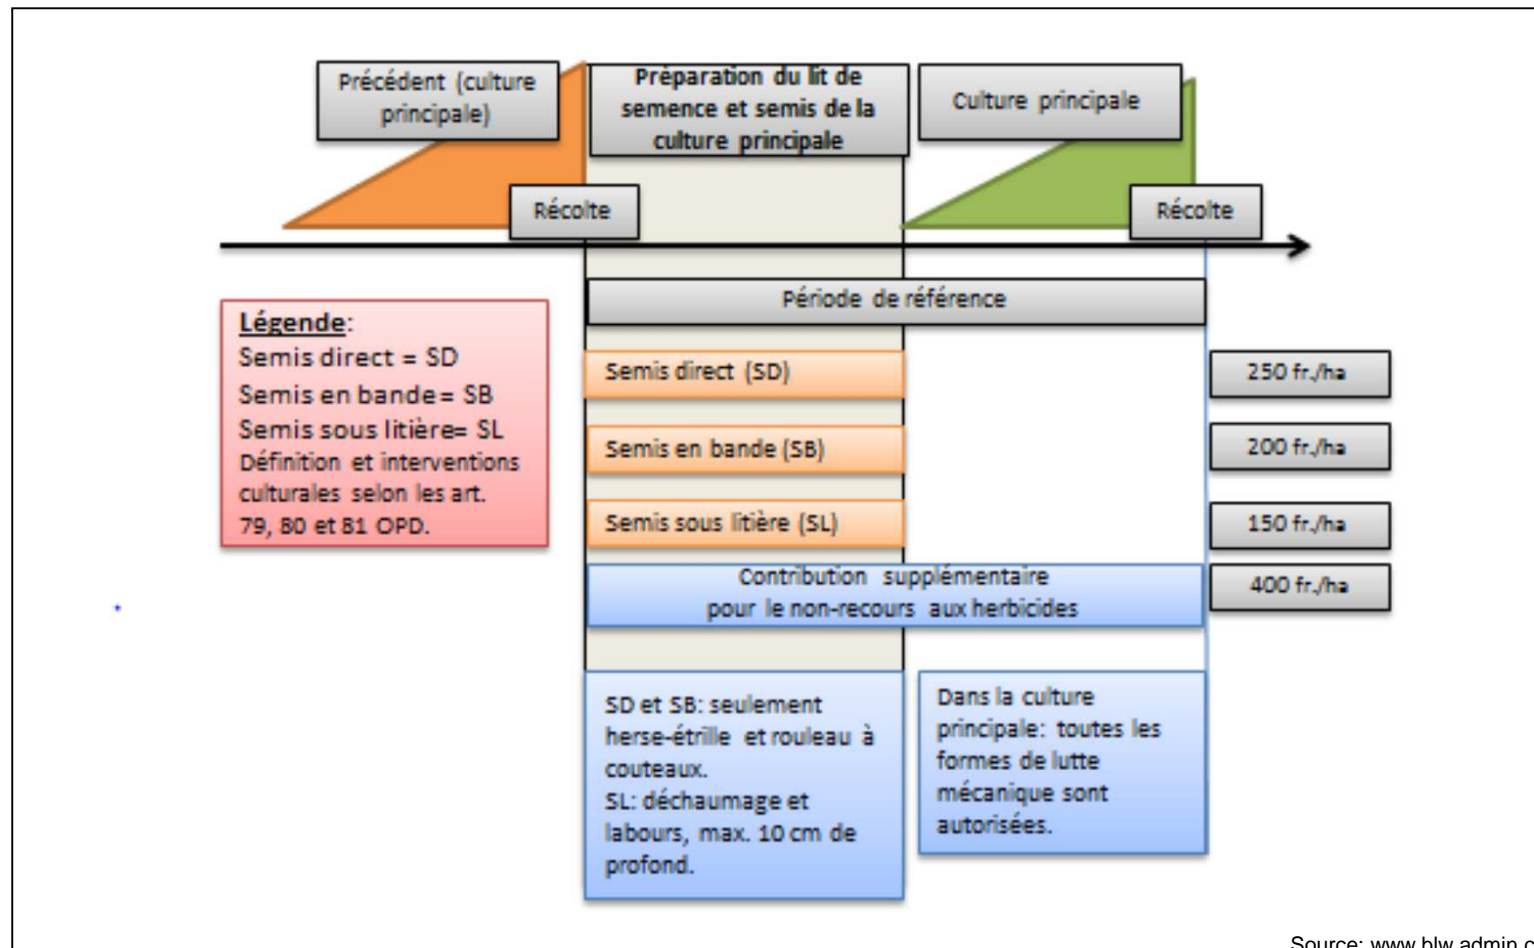 Précédent (culture
principale)
Préparation du lit de
semence et semis de la
culture principale
Culture principale
Récolte
Récolte
Période de référence
Légende:
Semis direct = SD
Semis en bande= SB
Semis sous litière= SL
Définition et interventions
culturales selon les art.
79, 80 et 81 OPD.
Semis direct (SD)
250 fr./ha
Semis en bande (SB)
200 fr./ha
Semis sous litière (SL)
150 fr./ha
Contribution supplémentaire
pour le non-recours aux herbicides
400 fr./ha
SD et SB: seulement
herse-étrille et rouleau à
couteaux.
SL: déchaumage et
labours, max. 10 cm de
profond.
Dans la culture
principale: toutes les
formes de lutte
mécanique sont
autorisées.
Source: www.blw.admin.c